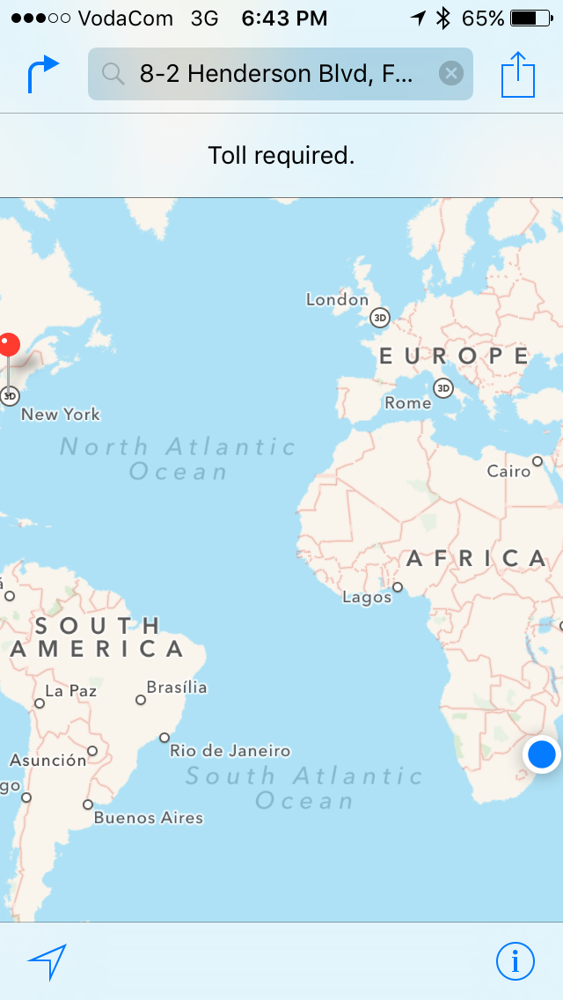 VodaCom 3G 6:43 PM 65%
8-2 Henderson Blvd, F...
Toll required.
London
3D
EUROPE
3D
Rome
3D
New York
North Atlantic
Ocean
Cairo
AFRICA
Lagos
á
SOUTH
AMERICA
La Paz
Brasília
Rio de Janeiro
Asunción
South Atlantic
Ocean
go
Buenos Aires
i